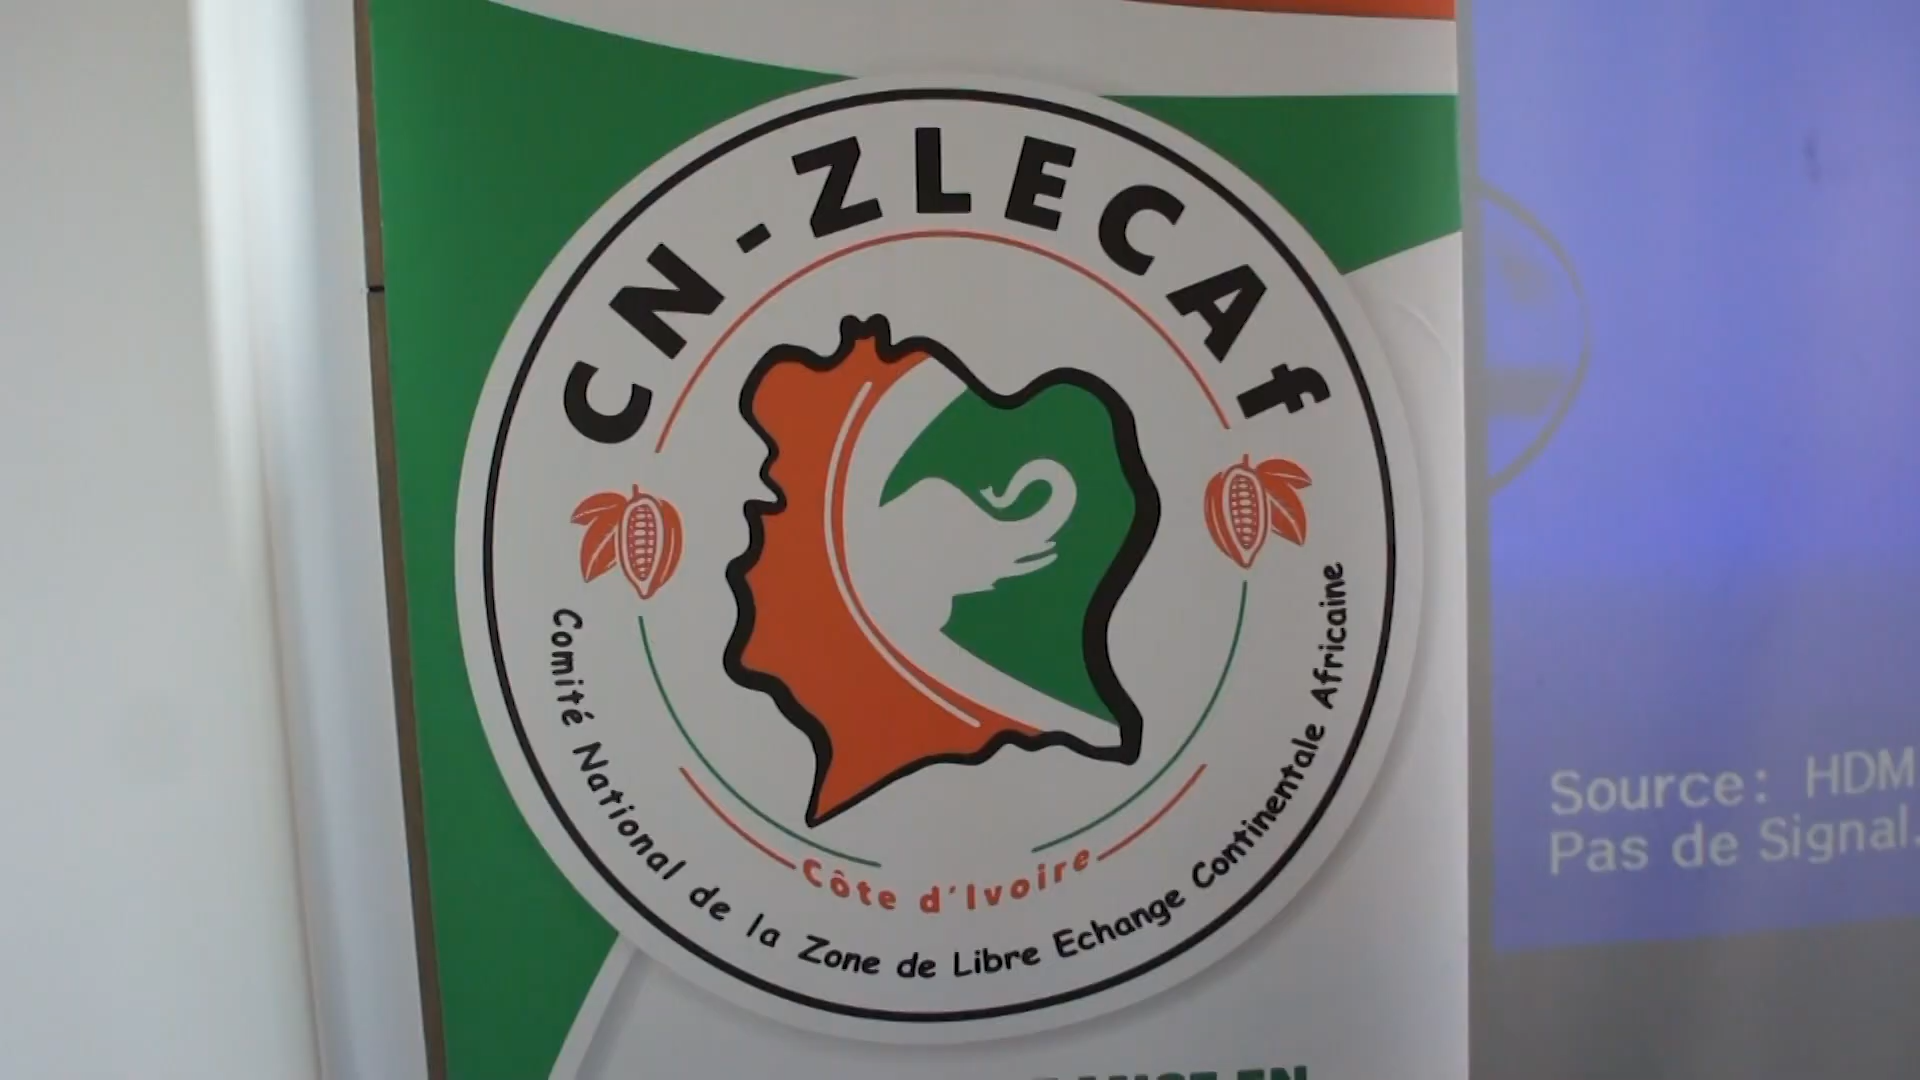 CN-ZLECAf
Côte d'Ivoire
Comité National de la Zone de Libre Echange Continentale Africaine
Source: HDM
Pas de Signal.
EN